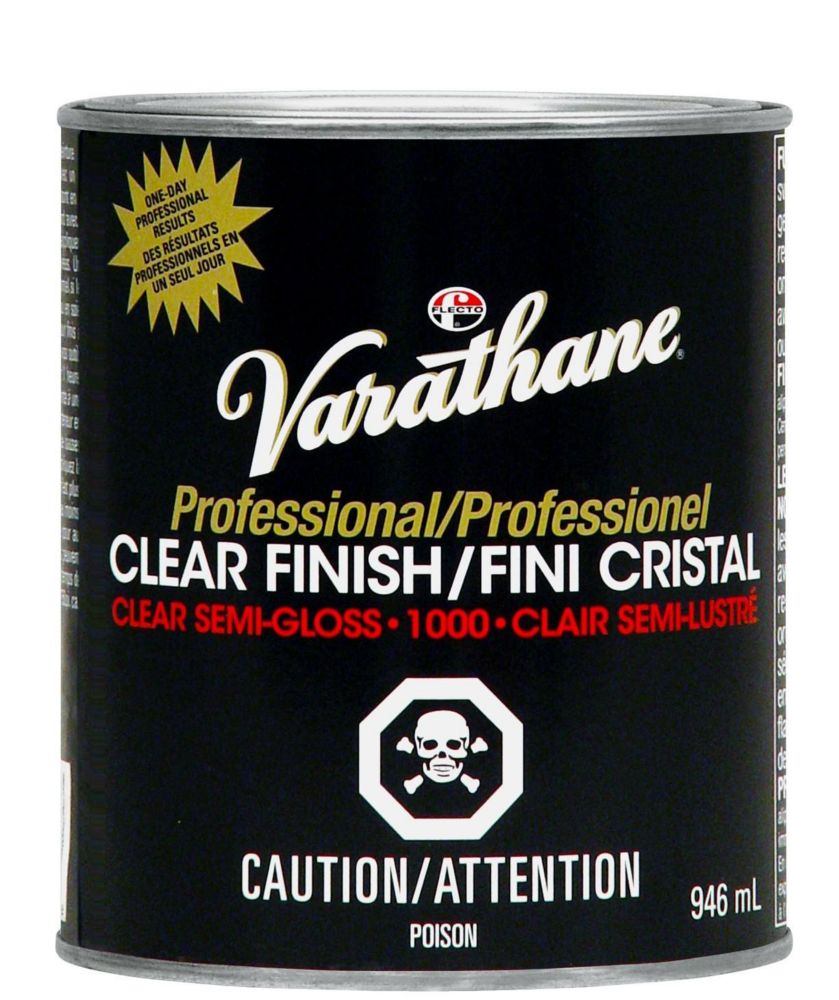 ONE-DAY
PROFESSIONAL
RESULTS
DES RÉSULTATS
PROFESSIONNELS EN
UN SEUL JOUR
FLECTO
®
Varathane®
Professional/Professionel
CLEAR FINISH/FINI CRISTAL
CLEAR SEMI-GLOSS • 1000 • CLAIR SEMI-LUSTRÉ
CAUTION/ATTENTION
POISON
946 mL